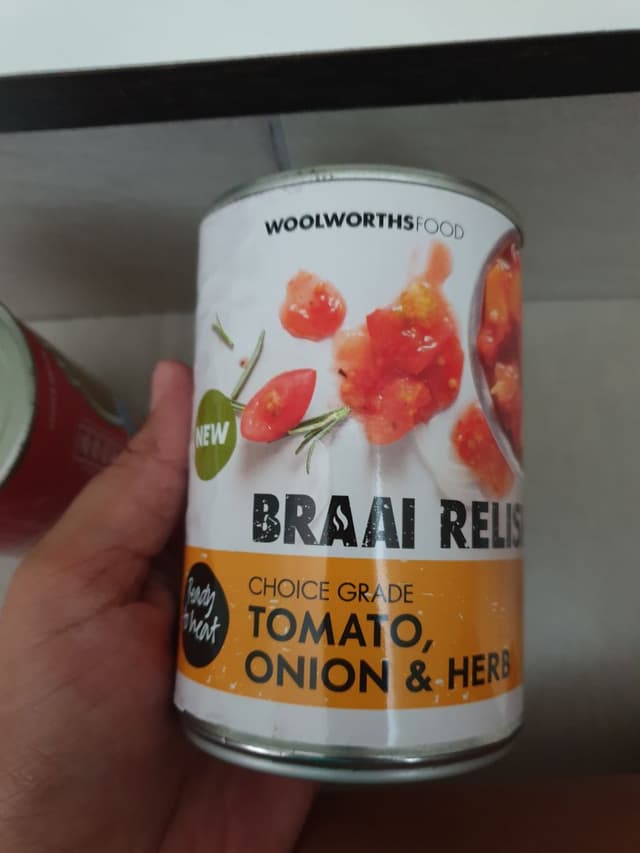 WOOLWORTHSFOOD
NEW
BRAAI RELIS
CHOICE GRADE
Ready
to heat
TOMATO,
ONION & HERB